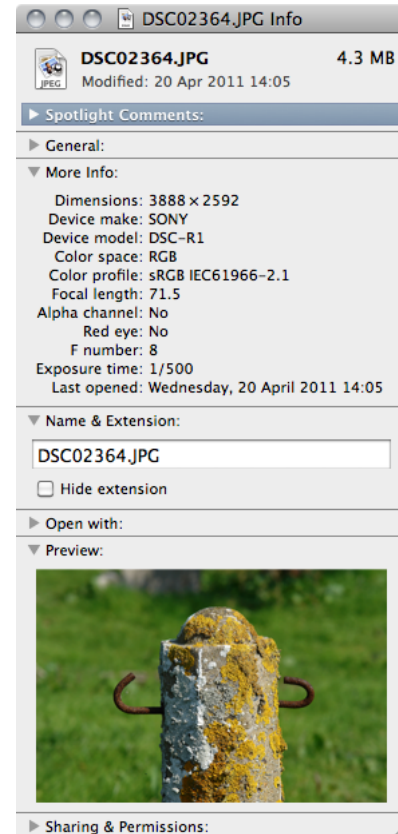 DSC02364.JPG Info
DSC02364.JPG 4.3 MB
JPEG Modified: 20 Apr 2011 14:05
Spotlight Comments:
General:
More Info:
Dimensions: 3888 × 2592
Device make: SONY
Device model: DSC-R1
Color space: RGB
Color profile: sRGB IEC61966-2.1
Focal length: 71.5
Alpha channel: No
Red eye: No
F number: 8
Exposure time: 1/500
Last opened: Wednesday, 20 April 2011 14:05
Name & Extension:
DSC02364.JPG
Hide extension
Open with:
Preview:
Sharing & Permissions: